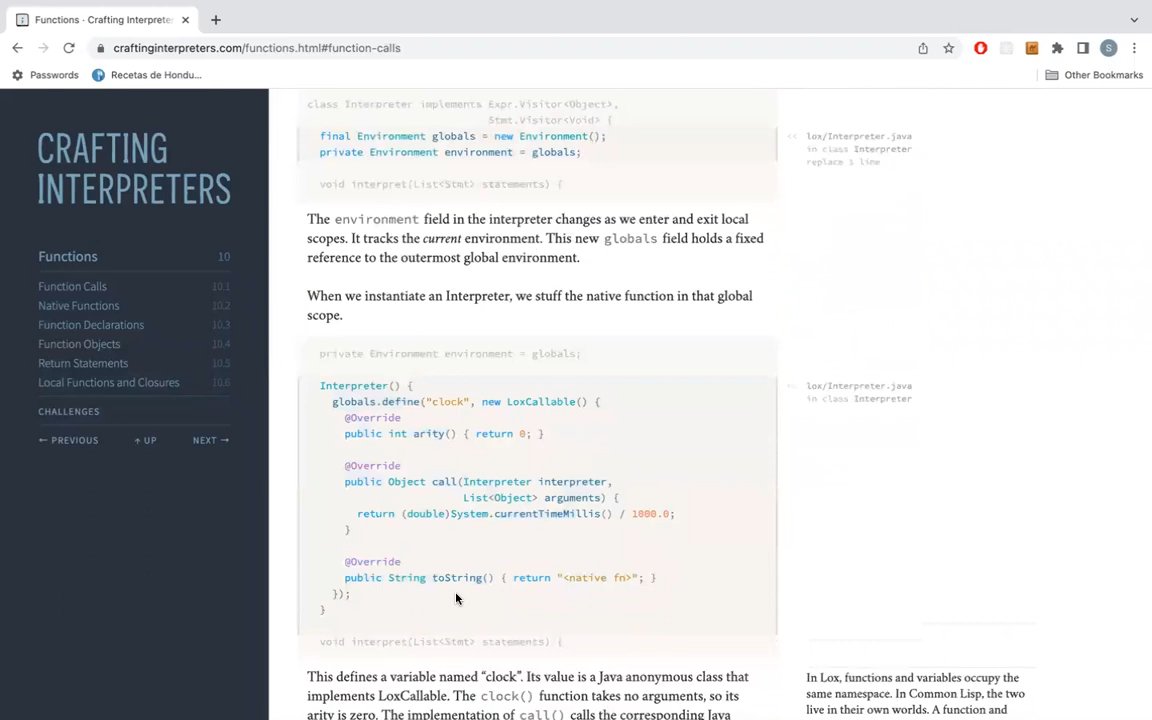 Functions · Crafting Interprete
craftinginterpreters.com/functions.html#function-calls
S
Passwords
Recetas de Hondu...
Other Bookmarks
CRAFTING
INTERPRETERS
Functions 10
Function Calls 10.1
Native Functions 10.2
Function Declarations 10.3
Function Objects 10.4
Return Statements 10.5
Local Functions and Closures 10.6
CHALLENGES
← PREVIOUS ↑ UP NEXT →
class Interpreter implements Expr.Visitor<Object>,
Stmt.Visitor<Void> {
final Environment globals = new Environment();
private Environment environment = globals;
void interpret(List<Stmt> statements) {
<< lox/Interpreter.java
in class Interpreter
replace 1 line
The environment field in the interpreter changes as we enter and exit local
scopes. It tracks the current environment. This new globals field holds a fixed
reference to the outermost global environment.
When we instantiate an Interpreter, we stuff the native function in that global
scope.
private Environment environment = globals;
Interpreter() {
globals.define("clock", new LoxCallable() {
@Override
public int arity() { return 0; }
@Override
public Object call(Interpreter interpreter,
List<Object> arguments) {
return (double)System.currentTimeMillis() / 1000.0;
}
@Override
public String toString() { return "<native fn>"; }
});
}
void interpret(List<Stmt> statements) {
<< lox/Interpreter.java
in class Interpreter
This defines a variable named “clock”. Its value is a Java anonymous class that
implements LoxCallable. The clock() function takes no arguments, so its
arity is zero. The implementation of call() calls the corresponding Java
In Lox, functions and variables occupy the
same namespace. In Common Lisp, the two
live in their own worlds. A function and